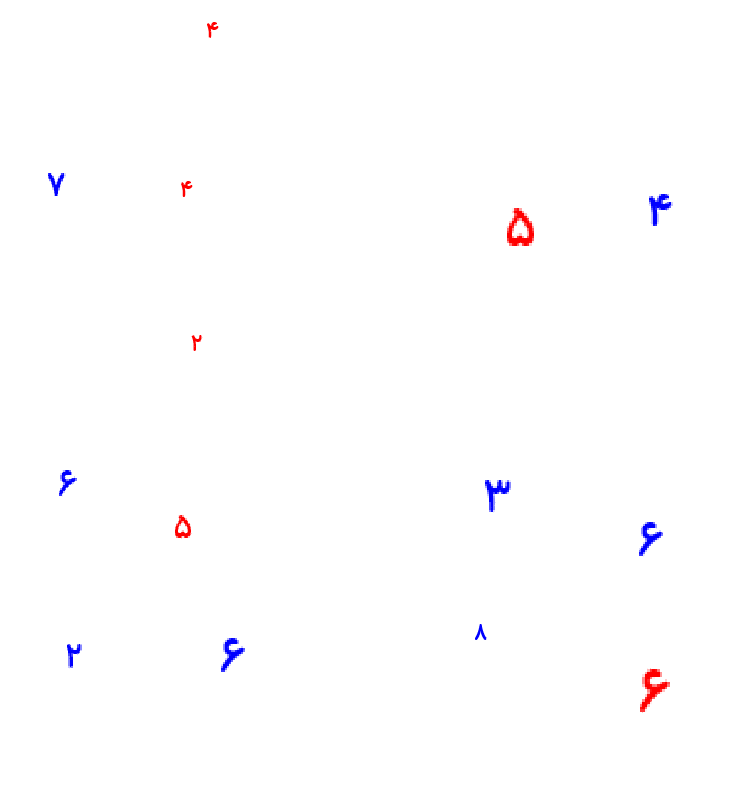 ۴
۷ ۴ ۵ ۴
۲
۶ ۵ ۳ ۶
۲ ۶ ۸ ۶